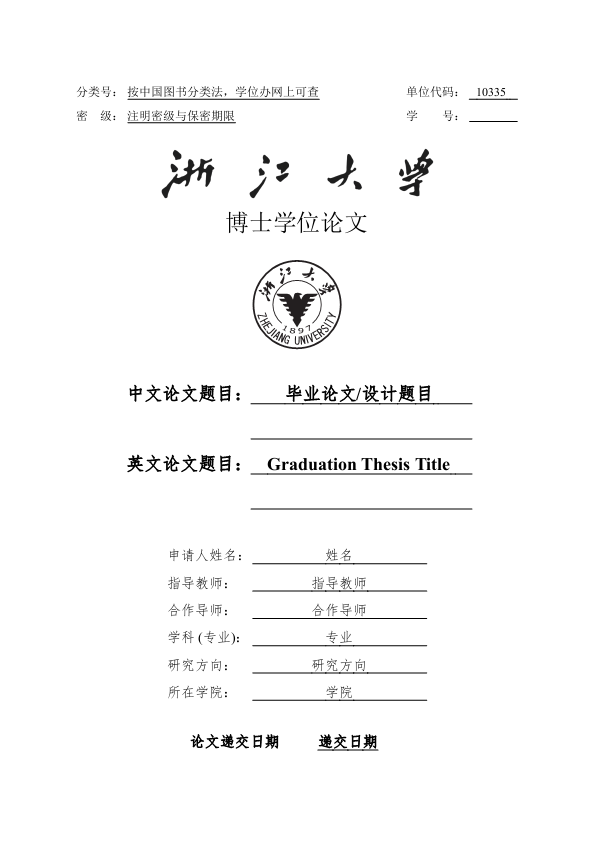 分类号： 按中国图书分类法，学位办网上可查 单位代码： 10335
密 级： 注明密级与保密期限 学 号：
浙江大学
博士学位论文
浙江大学
1897
ZHEJIANG UNIVERSITY
中文论文题目： 毕业论文/设计题目
英文论文题目： Graduation Thesis Title
申请人姓名： 姓名
指导教师： 指导教师
合作导师： 合作导师
学科 (专业)： 专业
研究方向： 研究方向
所在学院： 学院
论文递交日期 递交日期